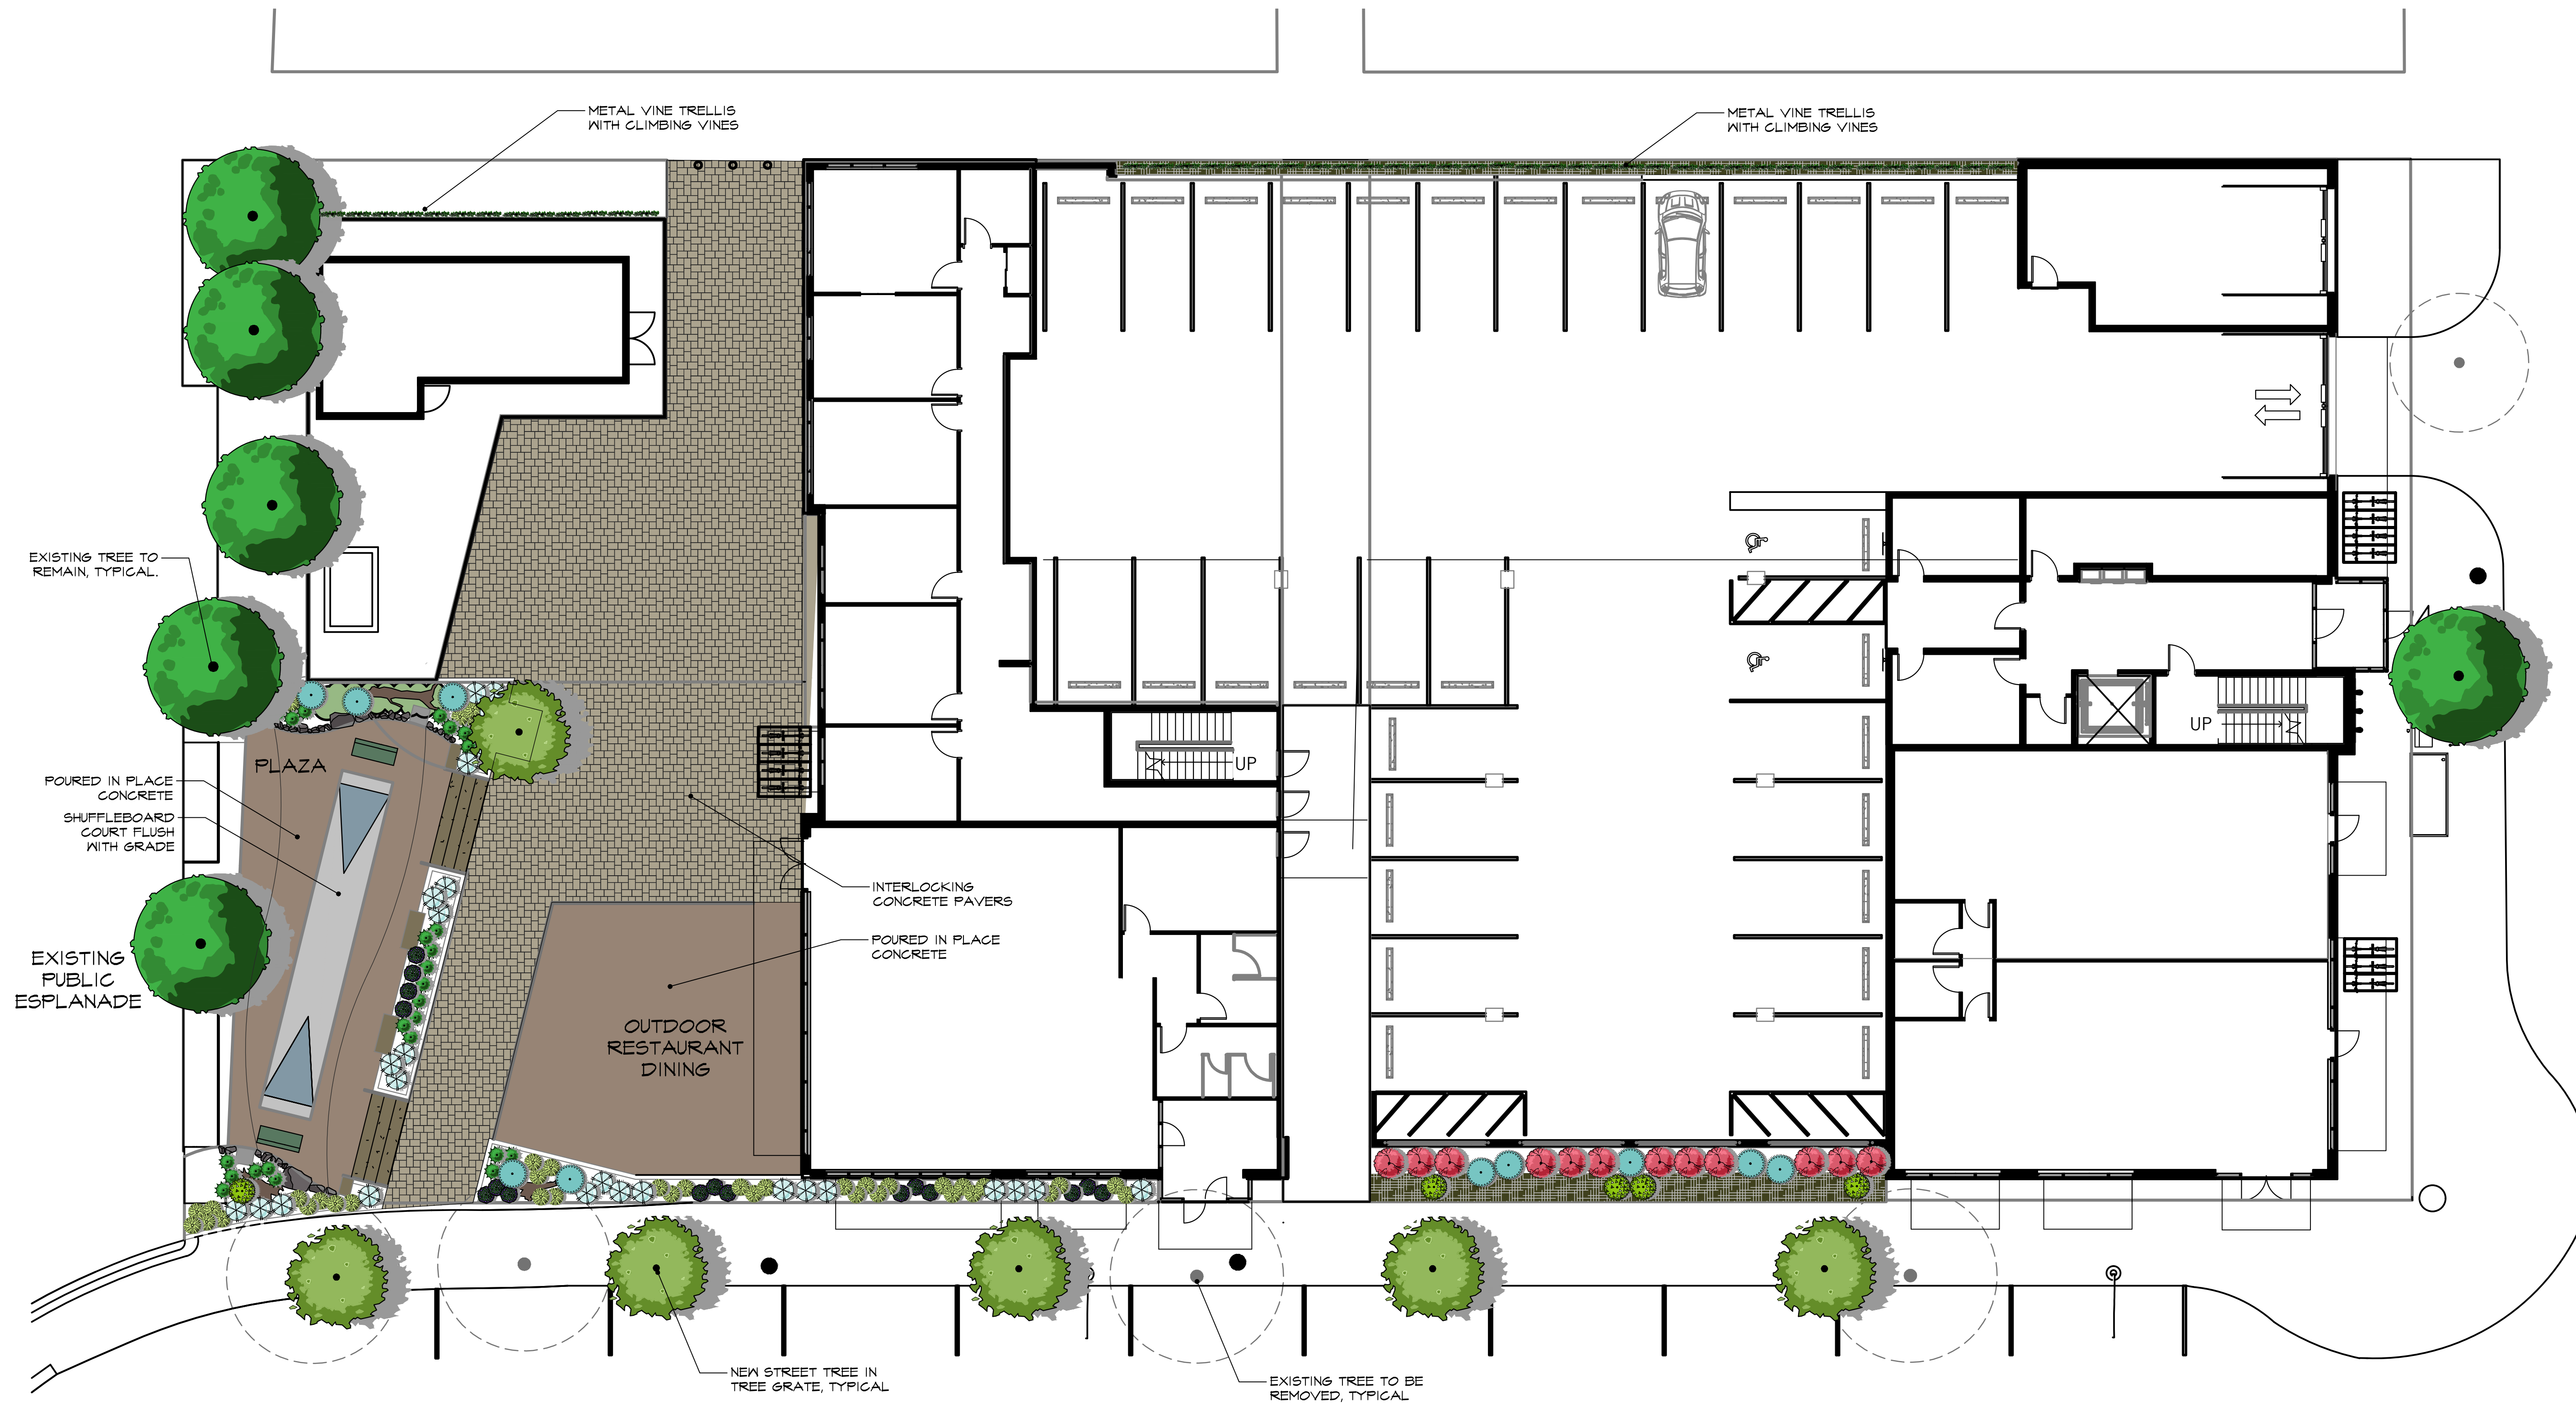 METAL VINE TRELLIS
WITH CLIMBING VINES
METAL VINE TRELLIS
WITH CLIMBING VINES
EXISTING TREE TO
REMAIN, TYPICAL.
PLAZA
POURED IN PLACE
CONCRETE
SHUFFLEBOARD
COURT FLUSH
WITH GRADE
UP
UP
INTERLOCKING
CONCRETE PAVERS
POURED IN PLACE
CONCRETE
EXISTING
PUBLIC
ESPLANADE
OUTDOOR
RESTAURANT
DINING
NEW STREET TREE IN
TREE GRATE, TYPICAL
EXISTING TREE TO BE
REMOVED, TYPICAL